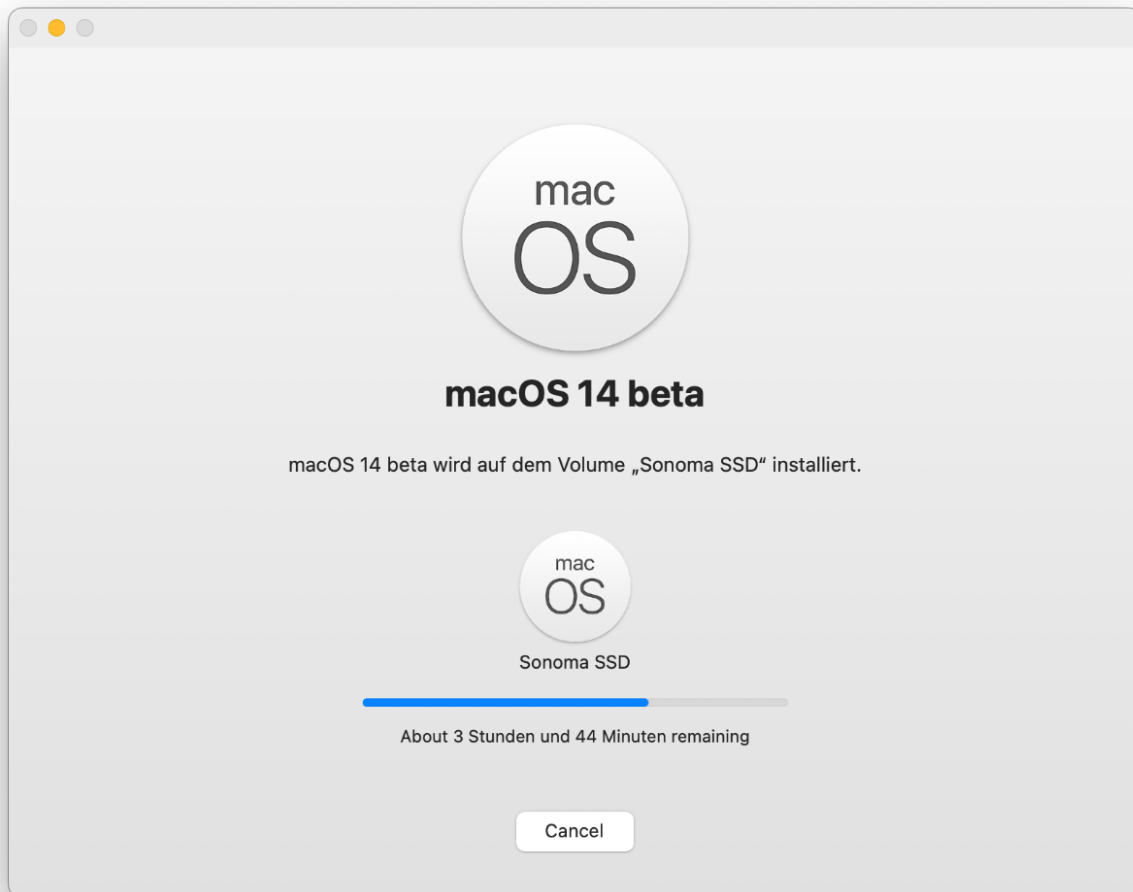 mac
OS
macOS 14 beta
macOS 14 beta wird auf dem Volume „Sonoma SSD“ installiert.
mac
OS
Sonoma SSD
About 3 Stunden und 44 Minuten remaining
Cancel